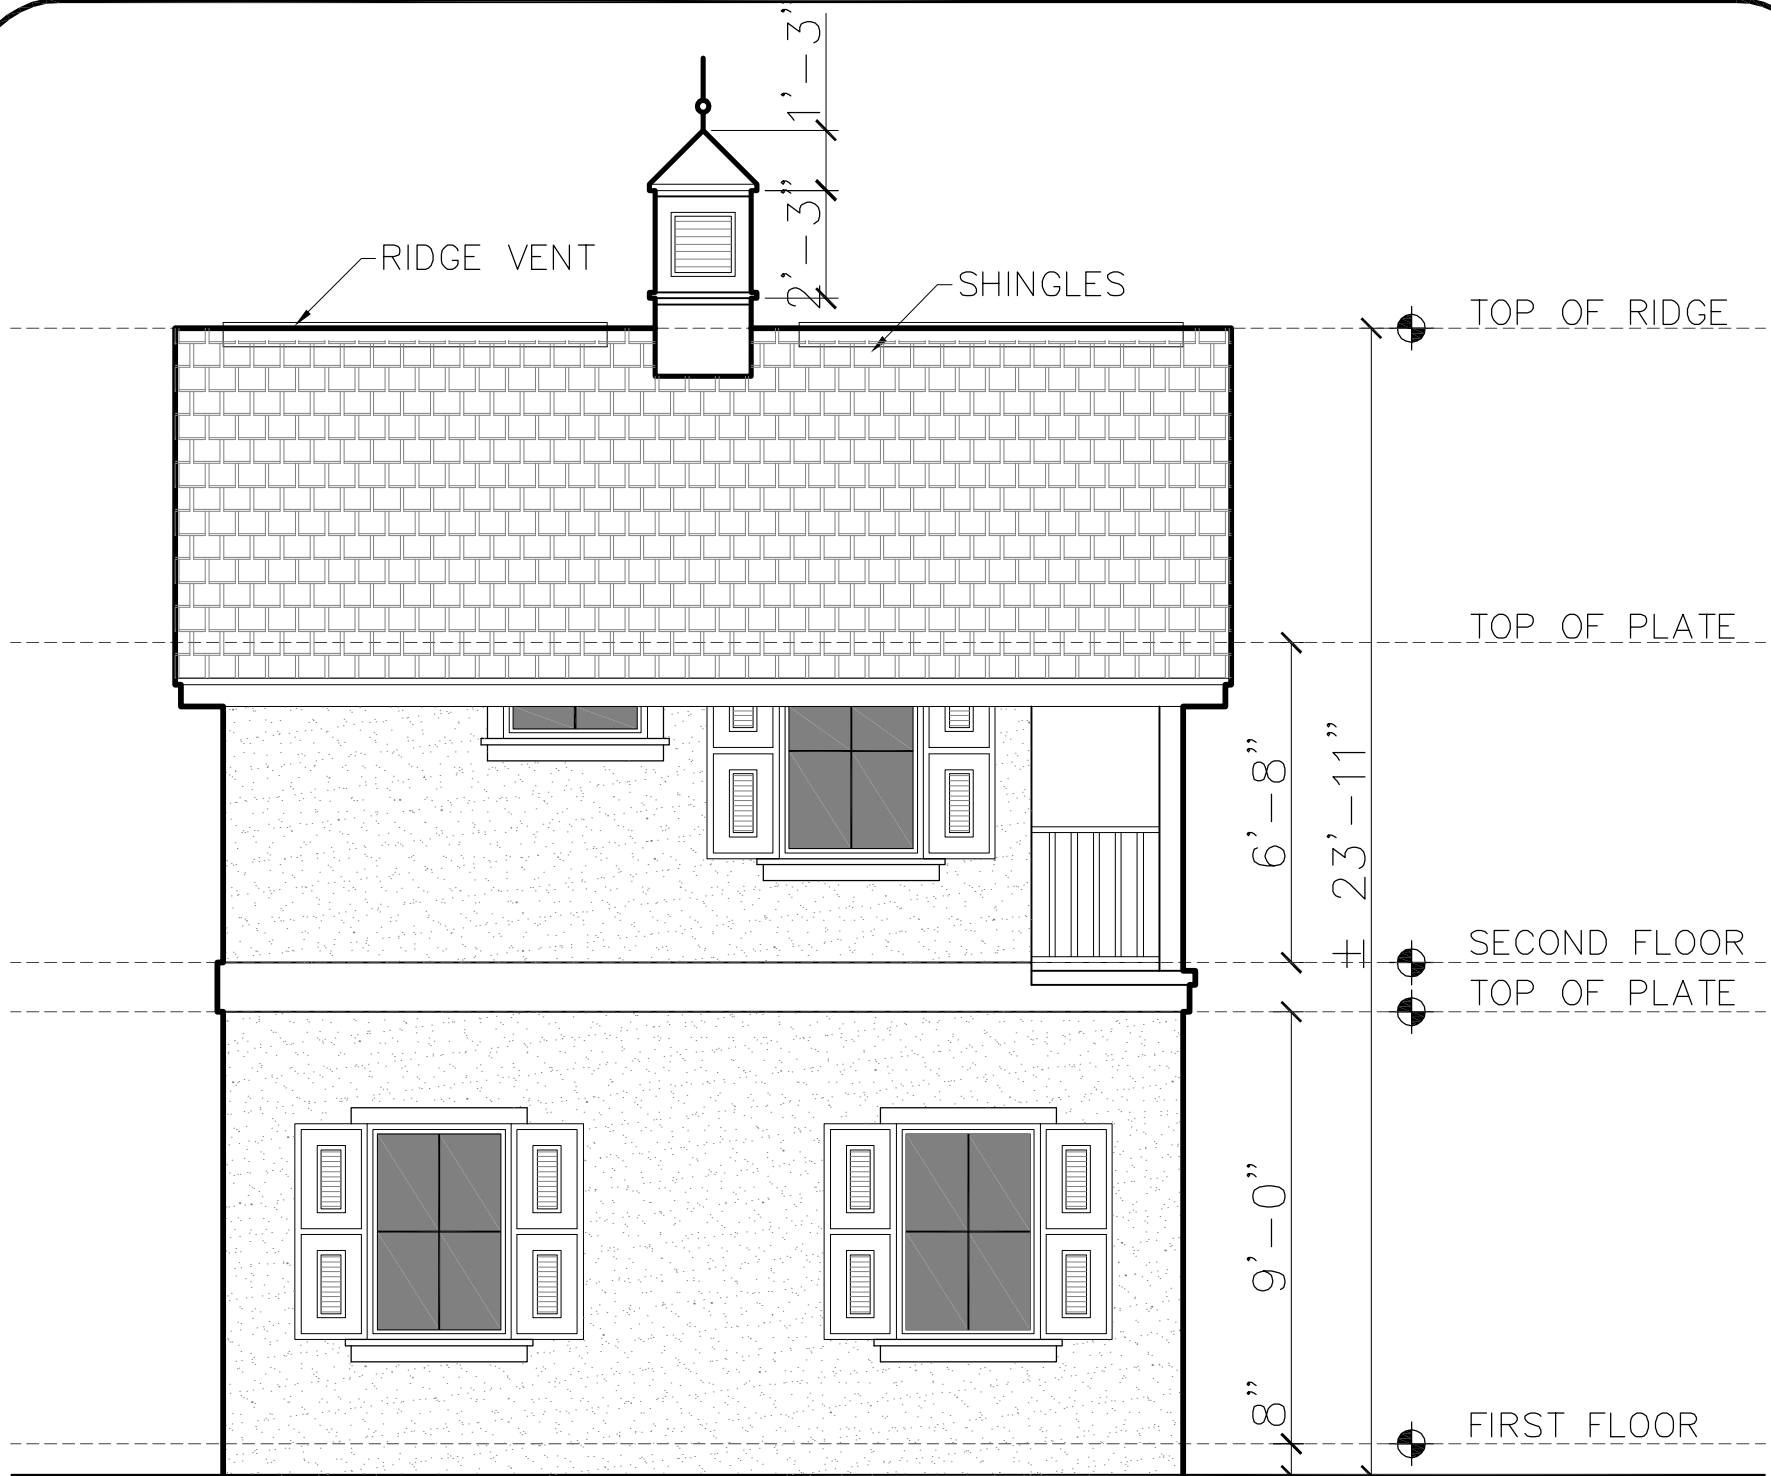 1'-3"
2'-3"
RIDGE VENT
SHINGLES
TOP OF RIDGE
TOP OF PLATE
6'-8"
± 23'-11"
SECOND FLOOR
TOP OF PLATE
9'-0"
8"
FIRST FLOOR